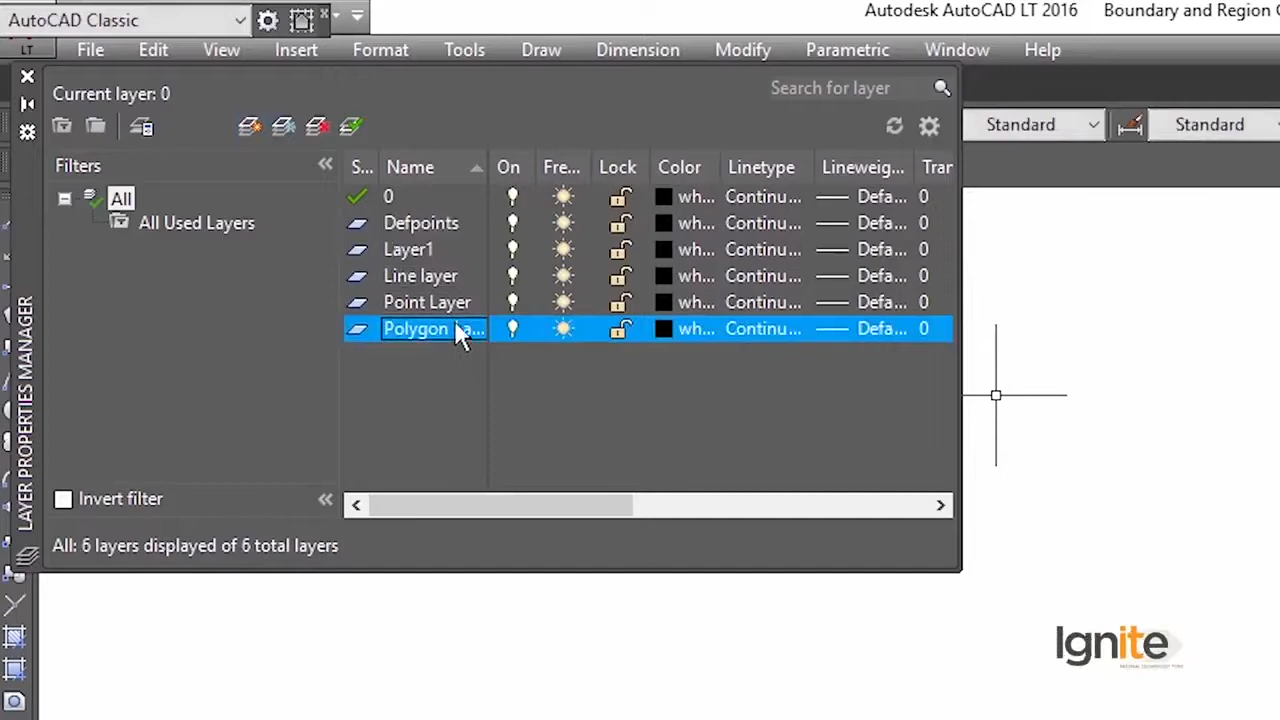 AutoCAD Classic
Autodesk AutoCAD LT 2016 Boundary and Region
LT File Edit View Insert Format Tools Draw Dimension Modify Parametric Window Help
Current layer: 0
Search for layer
Standard Standard
Filters
S... Name On Fre... Lock Color Linetype Lineweig... Tran
All
All Used Layers
0 wh... Continu... Defa... 0
Defpoints wh... Continu... Defa... 0
Layer1 wh... Continu... Defa... 0
Line layer wh... Continu... Defa... 0
Point Layer wh... Continu... Defa... 0
Polygon La... wh... Continu... Defa... 0
LAYER PROPERTIES MANAGER
Invert filter
All: 6 layers displayed of 6 total layers
Ignite